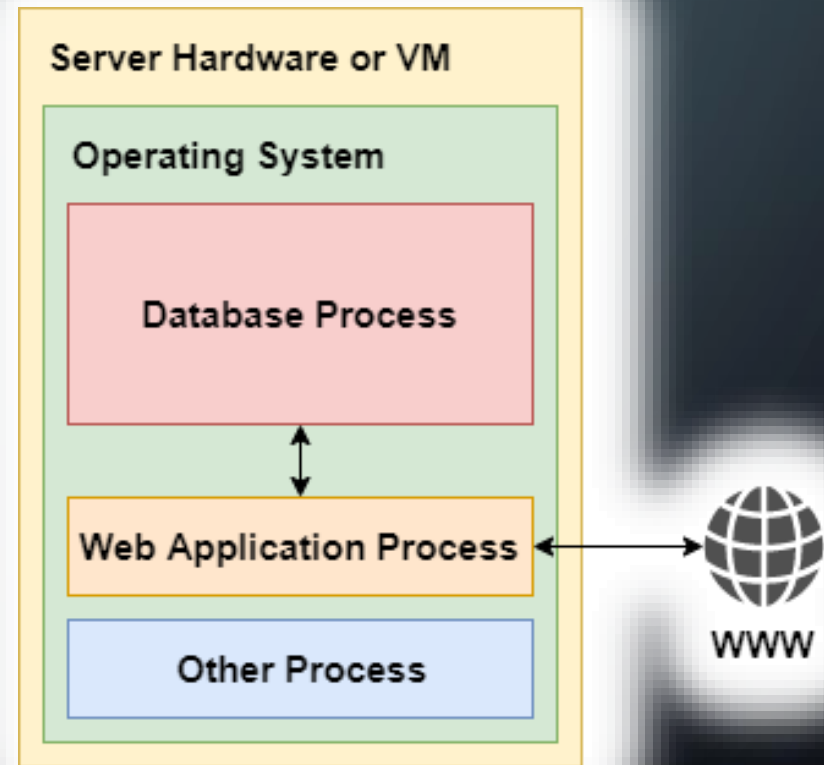 Server Hardware or VM
Operating System
Database Process
Web Application Process
Other Process
WWW